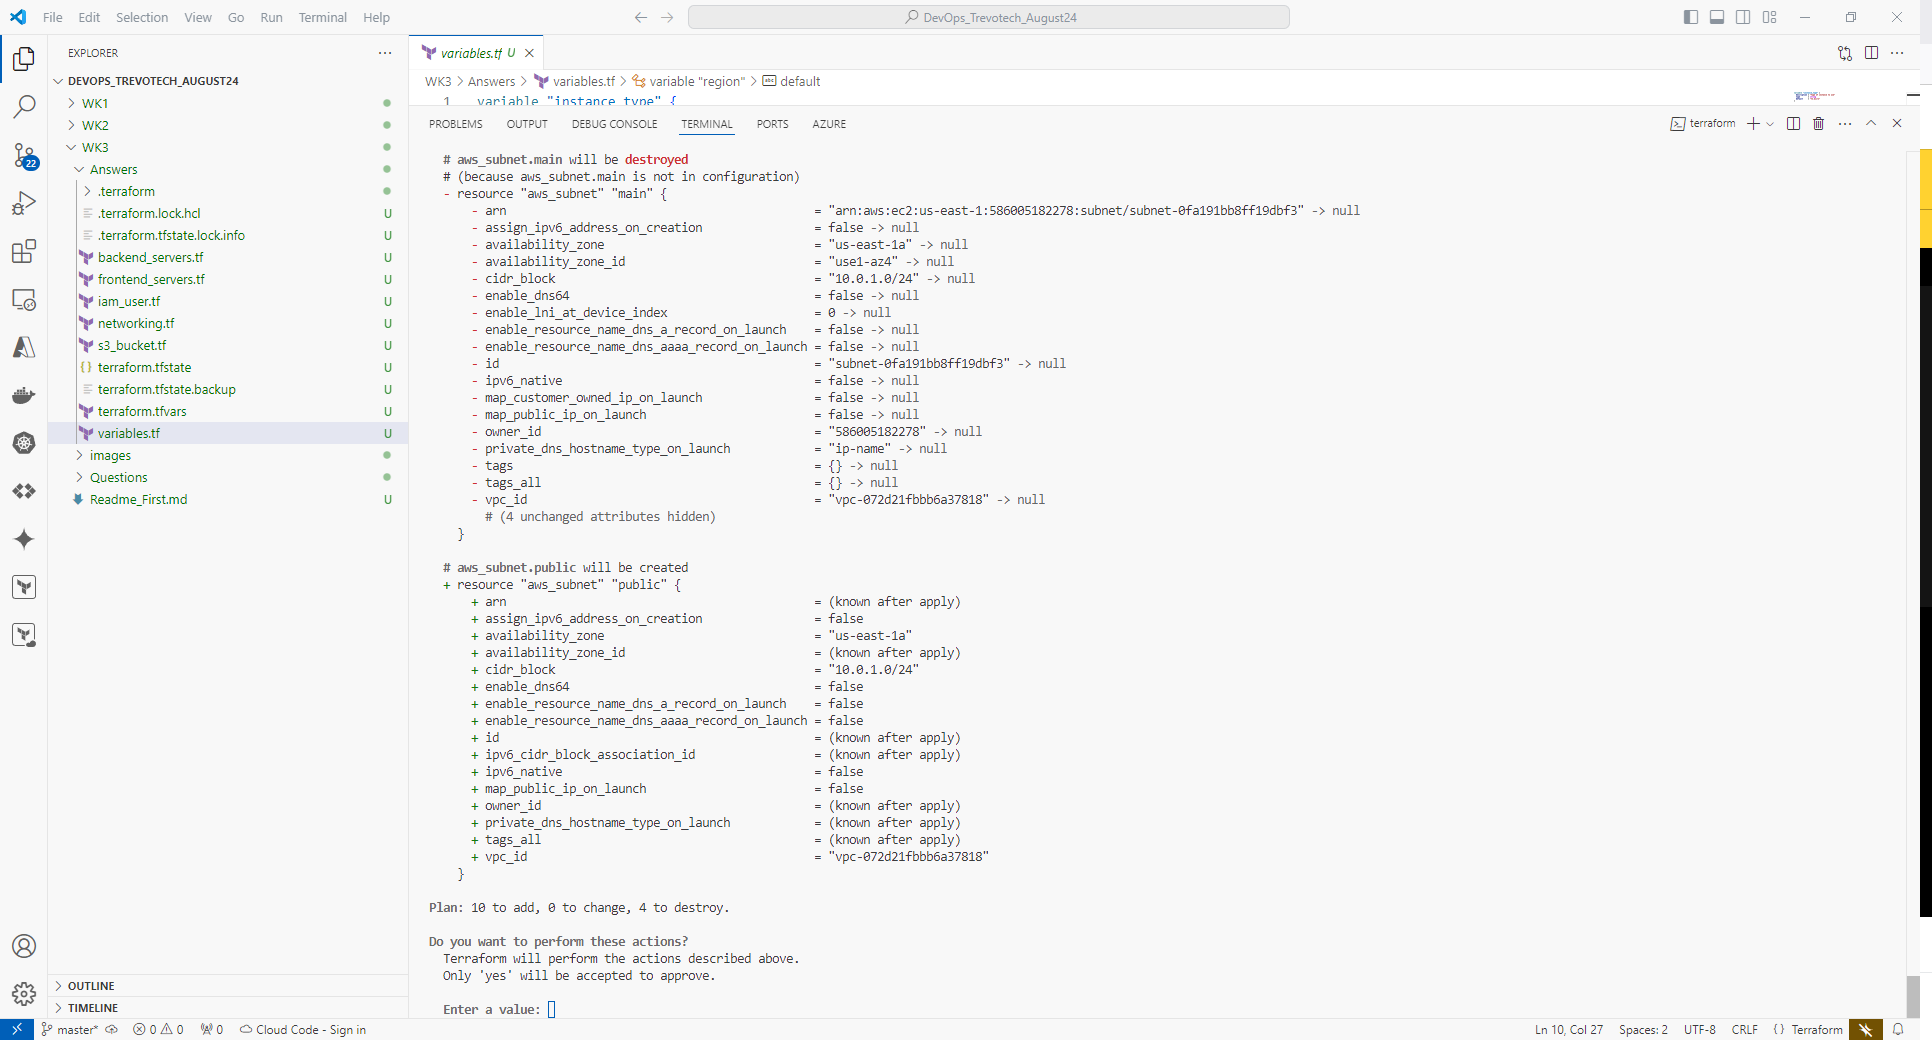 File Edit Selection View Go Run Terminal Help
DevOps_Trevotech_August24
EXPLORER
DEVOPS_TREVOTECH_AUGUST24
WK1
WK2
WK3
Answers
.terraform
.terraform.lock.hcl U
.terraform.tfstate.lock.info U
backend_servers.tf U
frontend_servers.tf U
iam_user.tf U
networking.tf U
s3_bucket.tf U
terraform.tfstate U
terraform.tfstate.backup U
terraform.tfvars U
variables.tf U
images
Questions
Readme_First.md U
OUTLINE
TIMELINE
22
variables.tf U
WK3 > Answers > variables.tf > variable "region" > default
1 variable "instance_type" {
PROBLEMS OUTPUT DEBUG CONSOLE TERMINAL PORTS AZURE
terraform
# aws_subnet.main will be destroyed
# (because aws_subnet.main is not in configuration)
- resource "aws_subnet" "main" {
- arn = "arn:aws:ec2:us-east-1:586005182278:subnet/subnet-0fa191bb8ff19dbf3" -> null
- assign_ipv6_address_on_creation = false -> null
- availability_zone = "us-east-1a" -> null
- availability_zone_id = "use1-az4" -> null
- cidr_block = "10.0.1.0/24" -> null
- enable_dns64 = false -> null
- enable_lni_at_device_index = 0 -> null
- enable_resource_name_dns_a_record_on_launch = false -> null
- enable_resource_name_dns_aaaa_record_on_launch = false -> null
- id = "subnet-0fa191bb8ff19dbf3" -> null
- ipv6_native = false -> null
- map_customer_owned_ip_on_launch = false -> null
- map_public_ip_on_launch = false -> null
- owner_id = "586005182278" -> null
- private_dns_hostname_type_on_launch = "ip-name" -> null
- tags = {} -> null
- tags_all = {} -> null
- vpc_id = "vpc-072d21fbbb6a37818" -> null
# (4 unchanged attributes hidden)
}
# aws_subnet.public will be created
+ resource "aws_subnet" "public" {
+ arn = (known after apply)
+ assign_ipv6_address_on_creation = false
+ availability_zone = "us-east-1a"
+ availability_zone_id = (known after apply)
+ cidr_block = "10.0.1.0/24"
+ enable_dns64 = false
+ enable_resource_name_dns_a_record_on_launch = false
+ enable_resource_name_dns_aaaa_record_on_launch = false
+ id = (known after apply)
+ ipv6_cidr_block_association_id = (known after apply)
+ ipv6_native = false
+ map_public_ip_on_launch = false
+ owner_id = (known after apply)
+ private_dns_hostname_type_on_launch = (known after apply)
+ tags_all = (known after apply)
+ vpc_id = "vpc-072d21fbbb6a37818"
}
Plan: 10 to add, 0 to change, 4 to destroy.
Do you want to perform these actions?
Terraform will perform the actions described above.
Only 'yes' will be accepted to approve.
Enter a value:
master* 0 0 0 Cloud Code - Sign in Ln 10, Col 27 Spaces: 2 UTF-8 CRLF {} Terraform